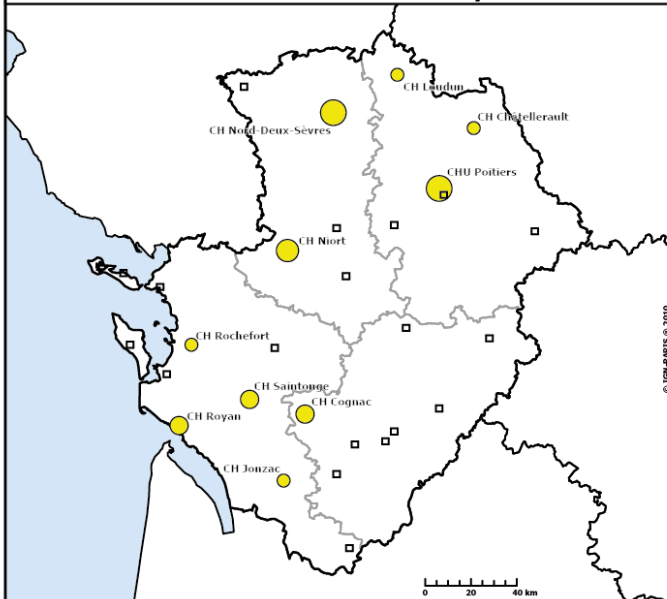 CH Loudun
CH Châtellerault
CH Nord-Deux-Sèvres
CHU Poitiers
CH Niort
CH Rochefort
CH Saintonge
CH Cognac
CH Royan
CH Jonzac
© IGN-PARIS © 2019
0 20 40 km